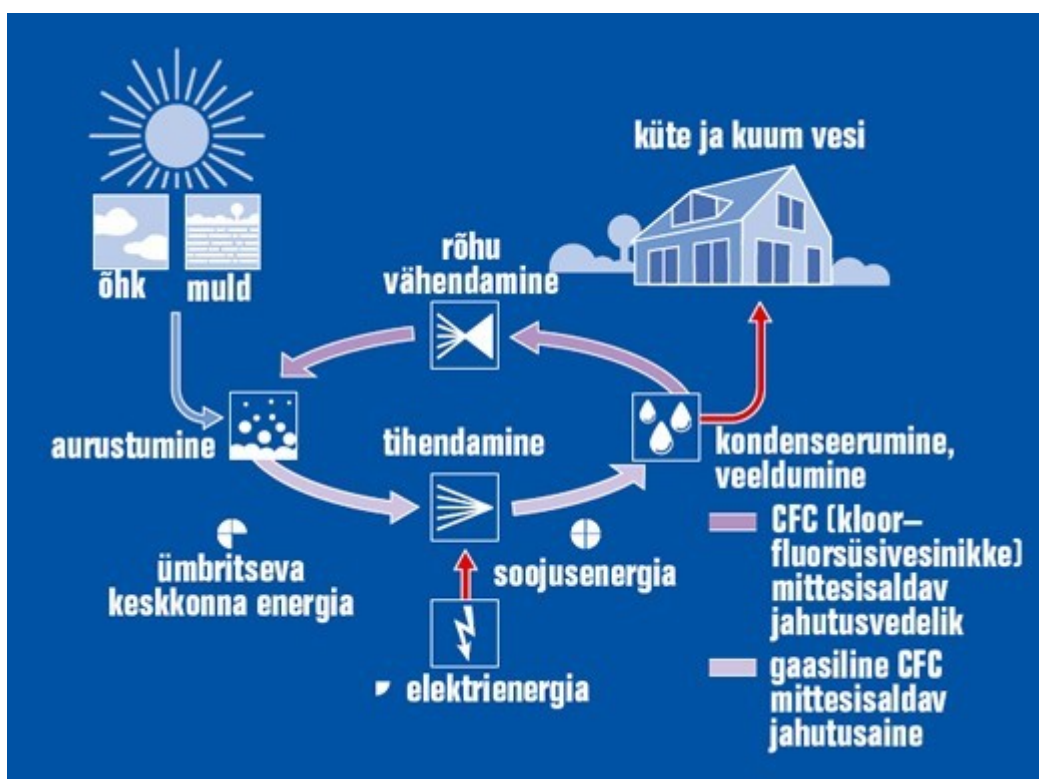 küte ja kuum vesi
õhk
muld
rõhu
vähendamine
aurustumine
tihendamine
kondenseerumine,
veeldumine
ümbritseva
keskkonna energia
soojusenergia
elektrienergia
CFC (kloor–
fluorsüsivesinikke)
mittesisaldav
jahutusvedelik
gaasiline CFC
mittesisaldav
jahutusaine